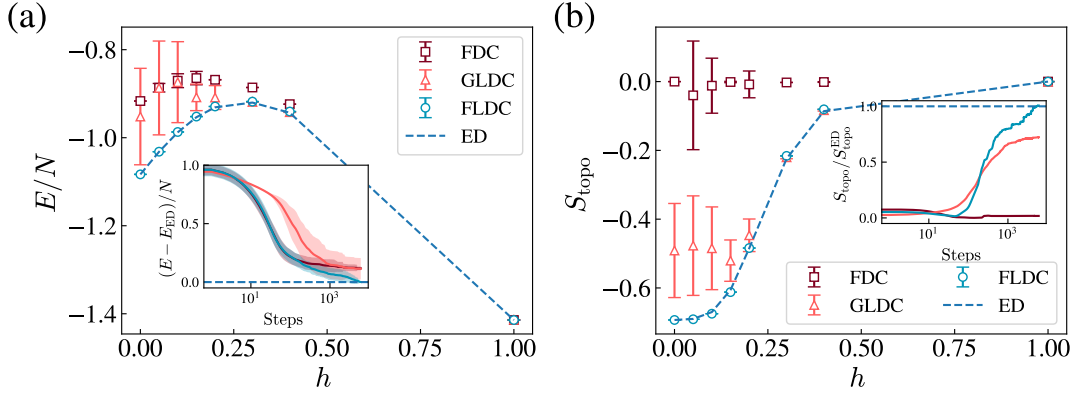 (a)
E/N
−0.8
−1.0
−1.2
−1.4
0.00 0.25 0.50 0.75 1.00
h
FDC
GLDC
FLDC
ED
(E − E_ED)/N
1.0
0.5
0.0
10^1 10^3
Steps
(b)
S_topo
0.0
−0.2
−0.4
−0.6
0.00 0.25 0.50 0.75 1.00
h
S_topo/S_topo^ED
1.0
0.5
0.0
10^1 10^3
Steps
FDC
GLDC
FLDC
ED